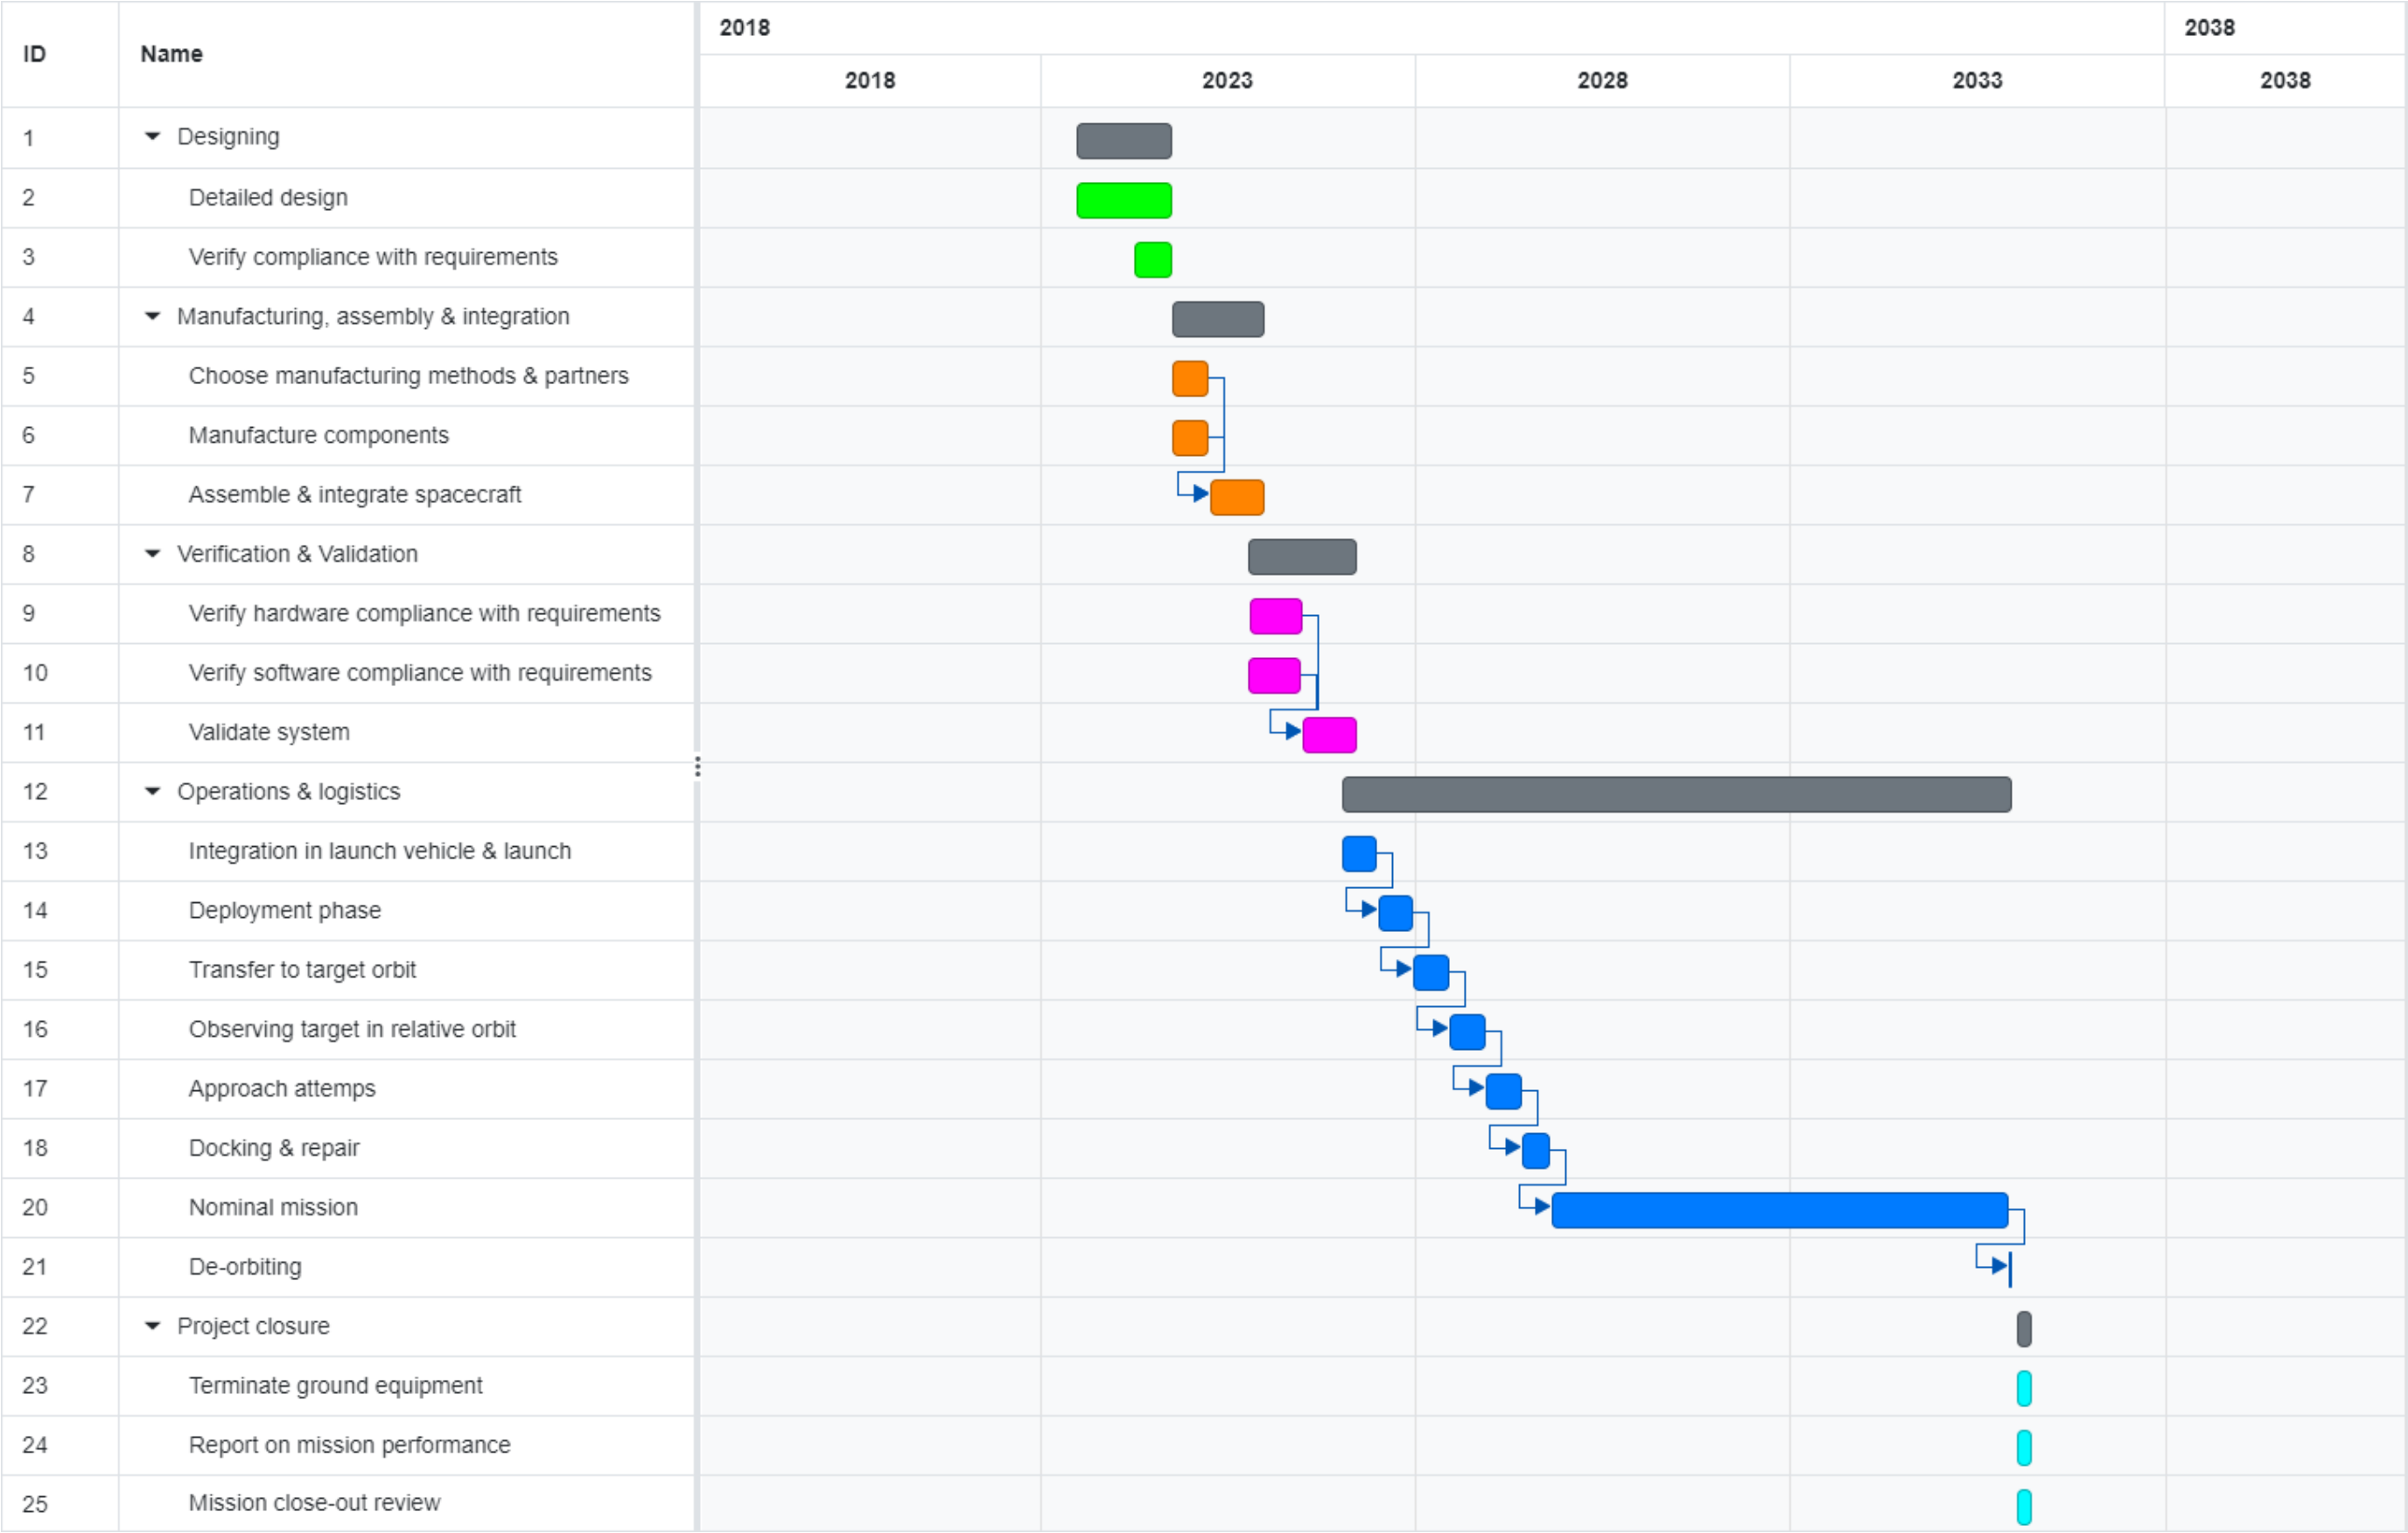 ID Name 2018 2038
2018 2023 2028 2033 2038
1 Designing
2 Detailed design
3 Verify compliance with requirements
4 Manufacturing, assembly & integration
5 Choose manufacturing methods & partners
6 Manufacture components
7 Assemble & integrate spacecraft
8 Verification & Validation
9 Verify hardware compliance with requirements
10 Verify software compliance with requirements
11 Validate system
12 Operations & logistics
13 Integration in launch vehicle & launch
14 Deployment phase
15 Transfer to target orbit
16 Observing target in relative orbit
17 Approach attemps
18 Docking & repair
20 Nominal mission
21 De-orbiting
22 Project closure
23 Terminate ground equipment
24 Report on mission performance
25 Mission close-out review